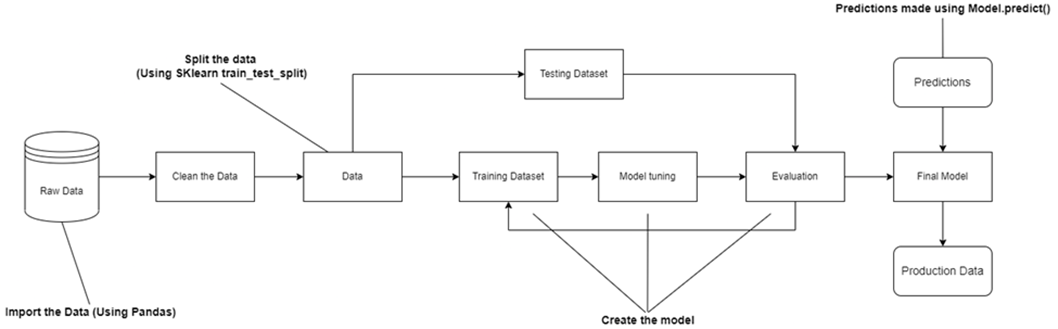 Predictions made using Model.predict()
Split the data
(Using SKlearn train_test_split)
Testing Dataset
Predictions
Raw Data
Clean the Data
Data
Training Dataset
Model tuning
Evaluation
Final Model
Production Data
Import the Data (Using Pandas)
Create the model